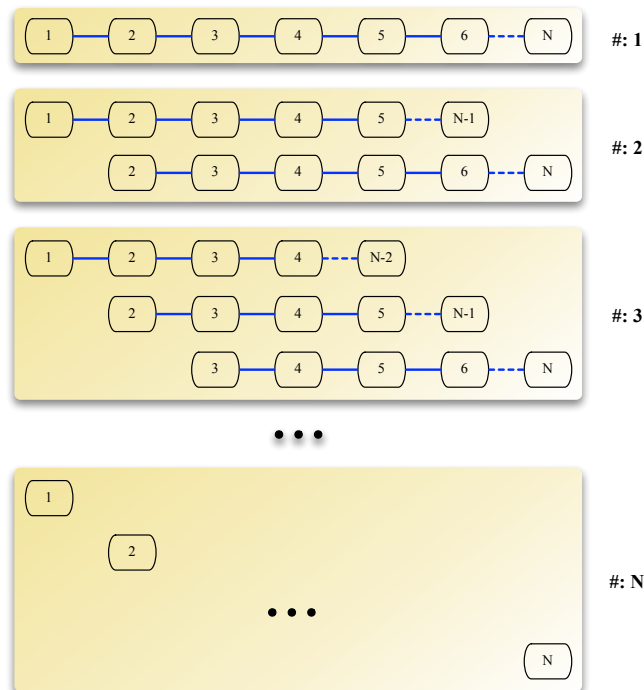 1 2 3 4 5 6 N #: 1
1 2 3 4 5 N-1
#: 2
2 3 4 5 6 N
1 2 3 4 N-2
2 3 4 5 N-1
#: 3
3 4 5 6 N
1
2
#: N
N